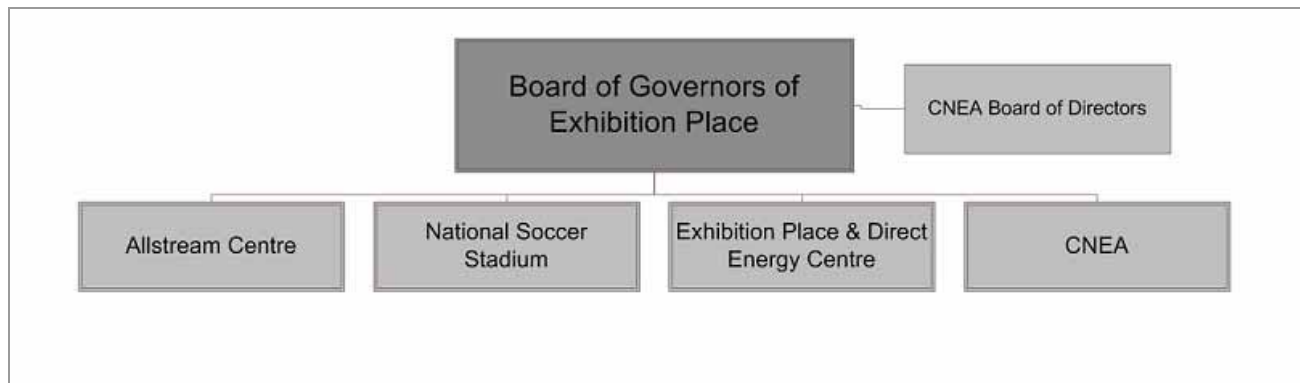 Board of Governors of
Exhibition Place
CNEA Board of Directors
Allstream Centre
National Soccer
Stadium
Exhibition Place & Direct
Energy Centre
CNEA